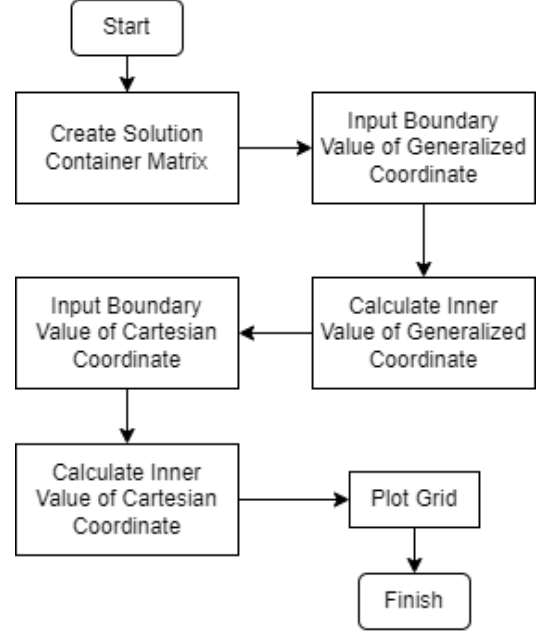 Start
Create Solution
Container Matrix
Input Boundary
Value of Generalized
Coordinate
Calculate Inner
Value of Generalized
Coordinate
Input Boundary
Value of Cartesian
Coordinate
Calculate Inner
Value of Cartesian
Coordinate
Plot Grid
Finish